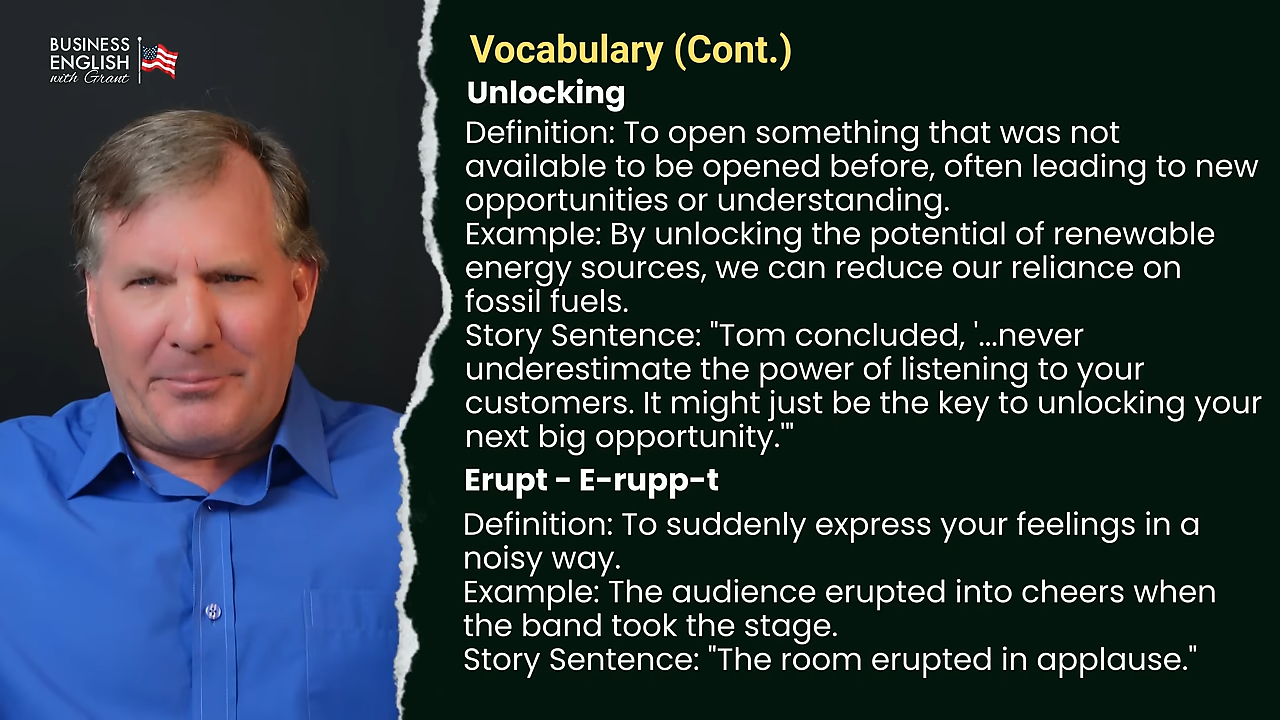 BUSINESS
ENGLISH
with Grant
Vocabulary (Cont.)
Unlocking
Definition: To open something that was not
available to be opened before, often leading to new
opportunities or understanding.
Example: By unlocking the potential of renewable
energy sources, we can reduce our reliance on
fossil fuels.
Story Sentence: "Tom concluded, '...never
underestimate the power of listening to your
customers. It might just be the key to unlocking your
next big opportunity.'"
Erupt - E-rupp-t
Definition: To suddenly express your feelings in a
noisy way.
Example: The audience erupted into cheers when
the band took the stage.
Story Sentence: "The room erupted in applause."